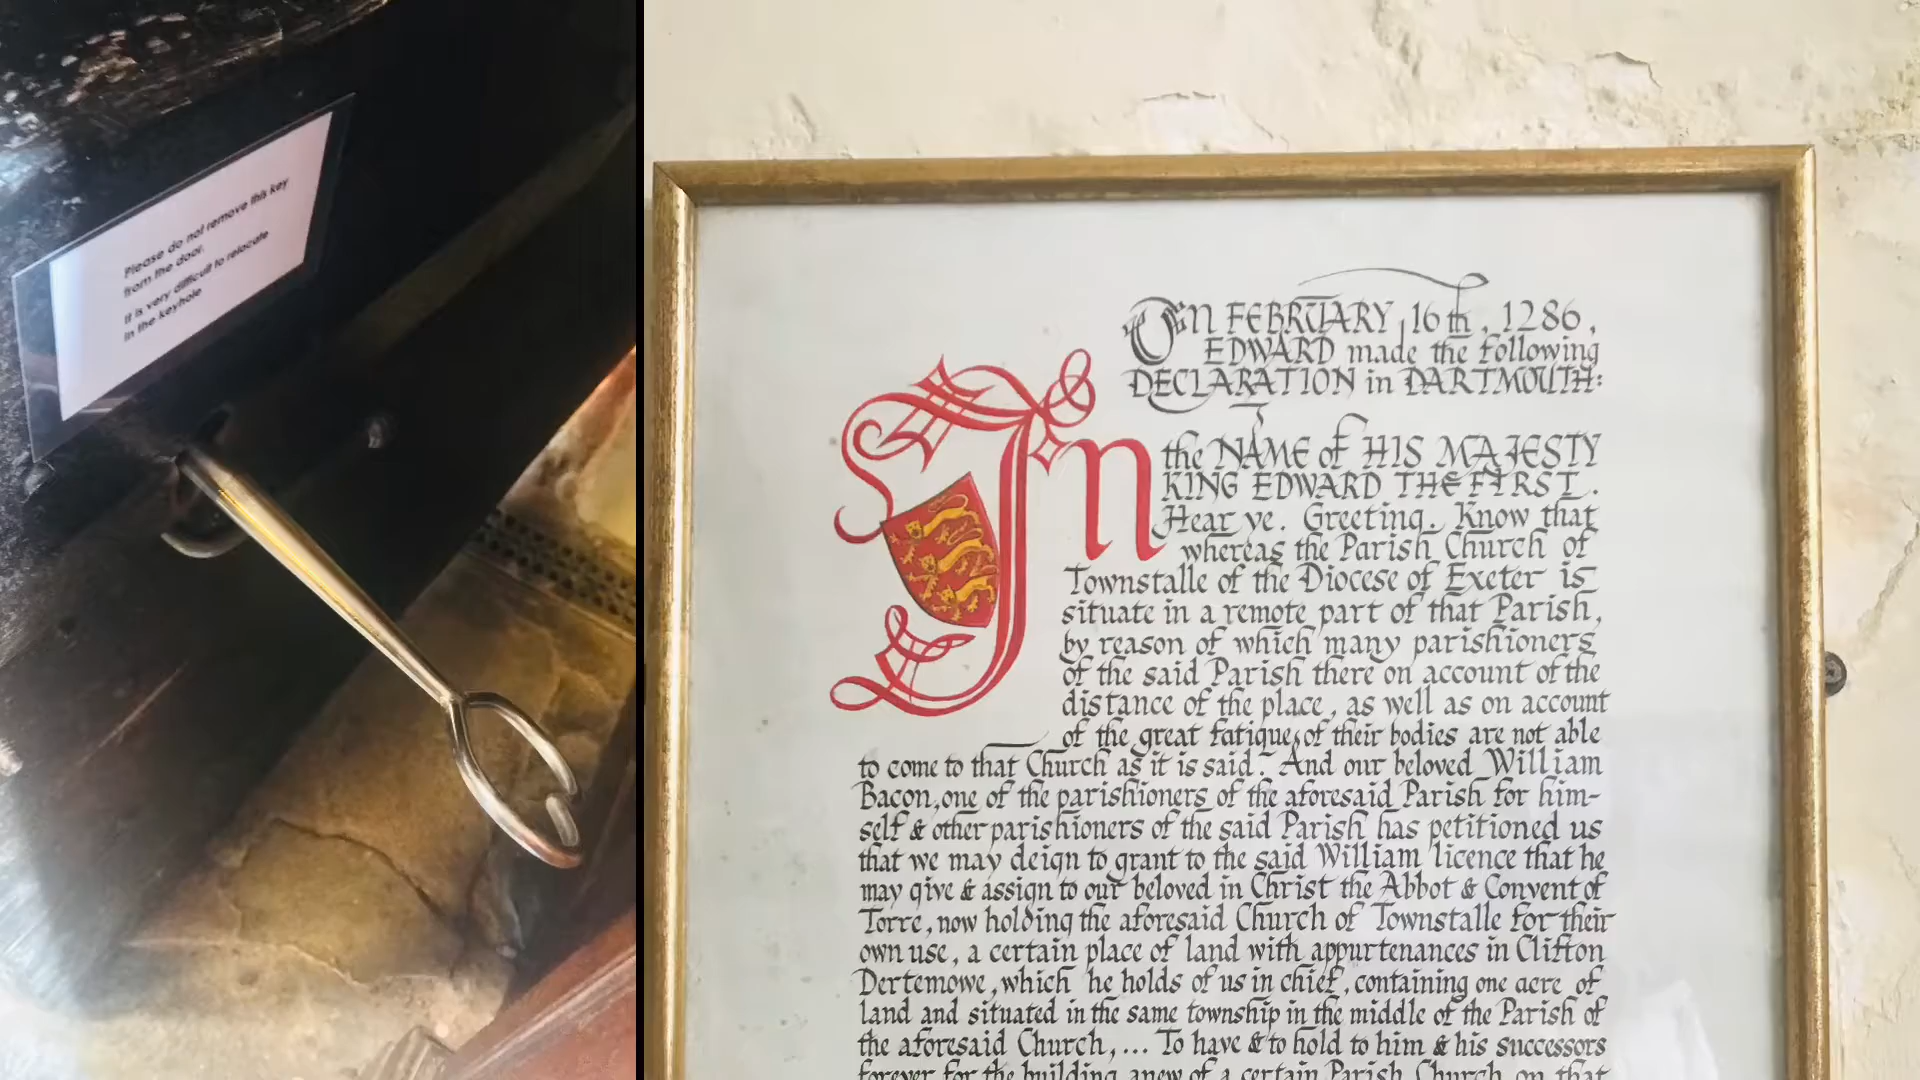 Please do not remove this key
from the door.
It is very difficult to relocate
in the keyhole
ON FEBRUARY 16th, 1286,
EDWARD made the following
DECLARATION in DARTMOUTH:
In the NAME of HIS MAJESTY
KING EDWARD THE FIRST.
Hear ye. Greeting. Know that
whereas the Parish Church of
Townstalle of the Diocese of Exeter is
situate in a remote part of that Parish,
by reason of which many parishioners
of the said Parish there on account of the
distance of the place, as well as on account
of the great fatigue, of their bodies are not able
to come to that Church as it is said. And our beloved William
Bacon, one of the parishioners of the aforesaid Parish for him-
self & other parishioners of the said Parish has petitioned us
that we may deign to grant to the said William licence that he
may give & assign to our beloved in Christ the Abbot & Convent of
Torre, now holding the aforesaid Church of Townstalle for their
own use, a certain place of land with appurtenances in Clifton
Dertemowe, which he holds of us in chief, containing one acre of
land and situated in the same township in the middle of the Parish of
the aforesaid Church,... To have & to hold to him & his successors
forever for the building anew of a certain Parish Church on that